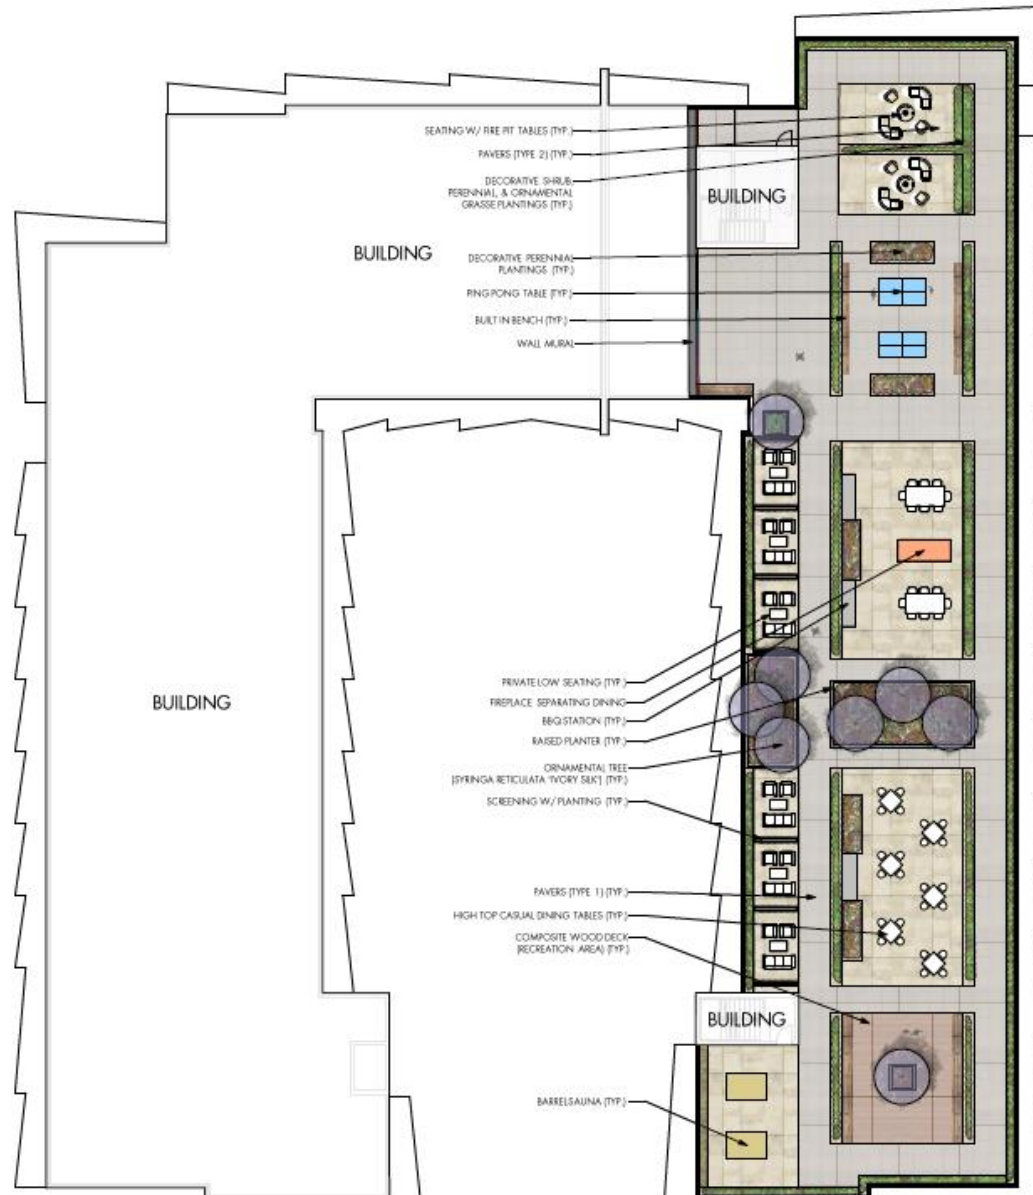 SEATING W/ FIRE PIT TABLES (TYP.)
PAVERS (TYPE 2) (TYP.)
DECORATIVE SHRUB,
PERENNIAL, & ORNAMENTAL
GRASSE PLANTINGS (TYP.)
BUILDING
BUILDING
DECORATIVE PERENNIAL
PLANTINGS (TYP.)
PING PONG TABLE (TYP.)
BUILT IN BENCH (TYP.)
WALL MURAL
PRIVATE LOW SEATING (TYP.)
FIREPLACE SEPARATING DINING
BBQ STATION (TYP.)
RAISED PLANTER (TYP.)
BUILDING
ORNAMENTAL TREE
(SYRINGA RETICULATA 'IVORY SILK') (TYP.)
SCREENING W/ PLANTING (TYP.)
PAVERS (TYPE 1) (TYP.)
HIGH TOP CASUAL DINING TABLES (TYP.)
COMPOSITE WOOD DECK
(RECREATION AREA) (TYP.)
BUILDING
BARREL SAUNA (TYP.)